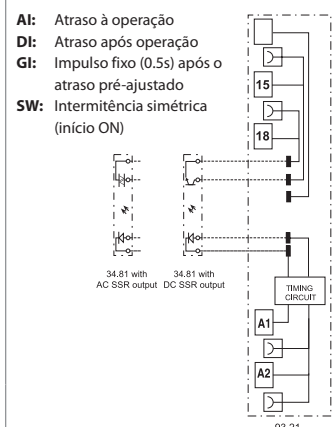 AI: Atraso à operação
DI: Atraso após operação
GI: Impulso fixo (0.5s) após o
atraso pré-ajustado
SW: Intermitência simétrica
(início ON)
15
18
34.81 with
AC SSR output
34.81 with
DC SSR output
TIMING
CIRCUIT
A1
A2
93.21